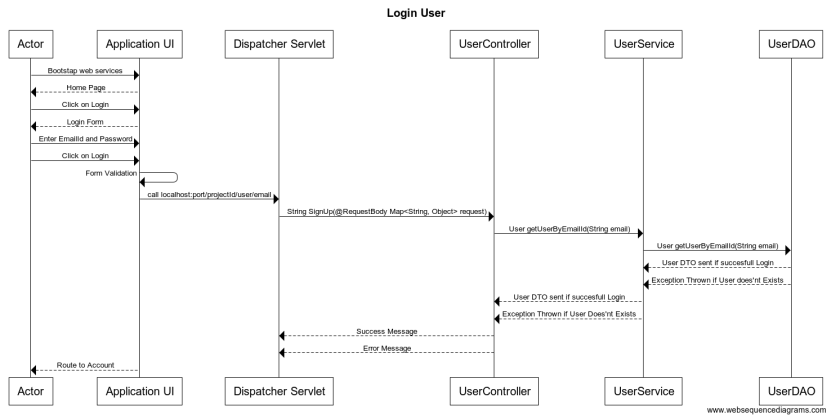 Login User
Actor
Application UI
Dispatcher Servlet
UserController
UserService
UserDAO
Bootstap web services
Home Page
Click on Login
Login Form
Enter EmailId and Password
Click on Login
Form Validation
call localhost:port/projectId/user/email
String SignUp(@RequestBody Map<String, Object> request)
User getUserByEmailId(String email)
User getUserByEmailId(String email)
User DTO sent if succesfull Login
Exception Thrown if User does'nt Exists
User DTO sent if succesfull Login
Exception Thrown if User Does'nt Exists
Success Message
Error Message
Route to Account
Actor
Application UI
Dispatcher Servlet
UserController
UserService
UserDAO
www.websequencediagrams.com